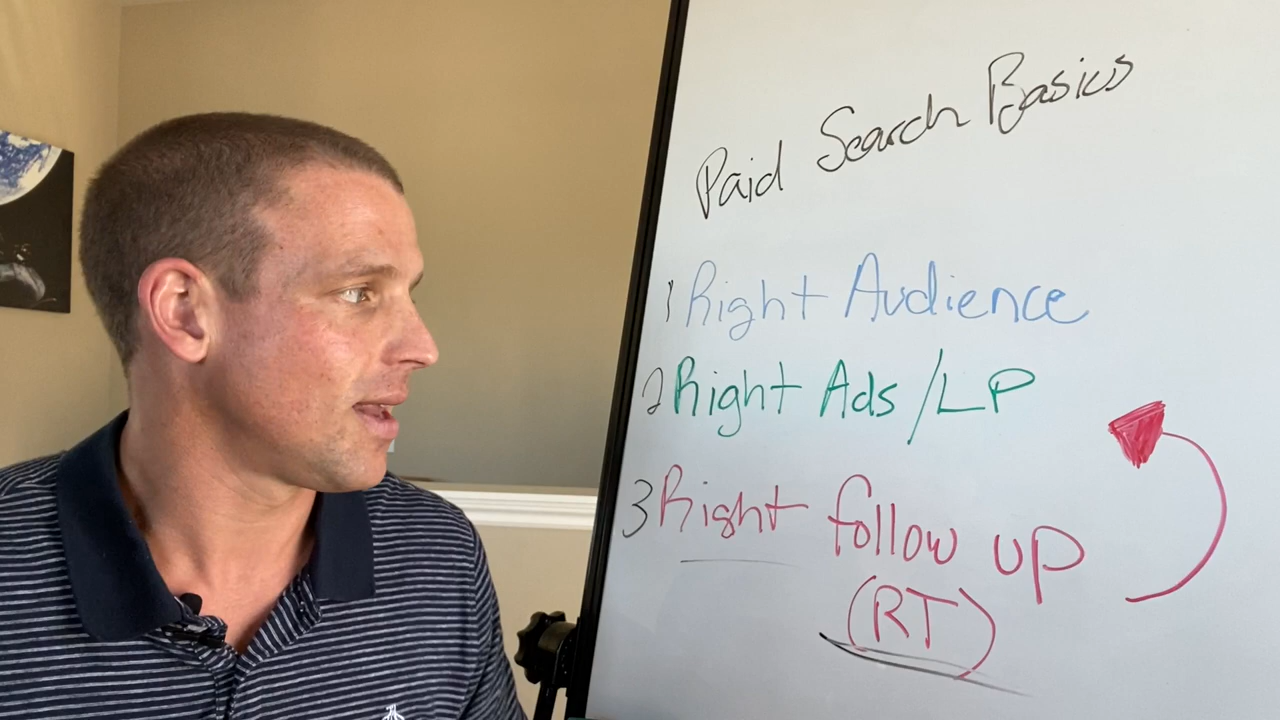 Paid Search Basics
1 Right Audience
2 Right Ads / LP
3 Right follow up
(RT)